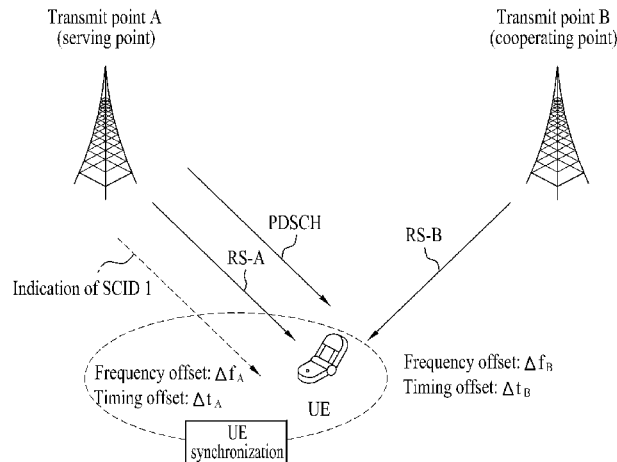 Transmit point A
(serving point)
Transmit point B
(cooperating point)
PDSCH
RS-A
RS-B
Indication of SCID 1
Frequency offset: Δf_A
Timing offset: Δt_A
UE
Frequency offset: Δf_B
Timing offset: Δt_B
UE
synchronization